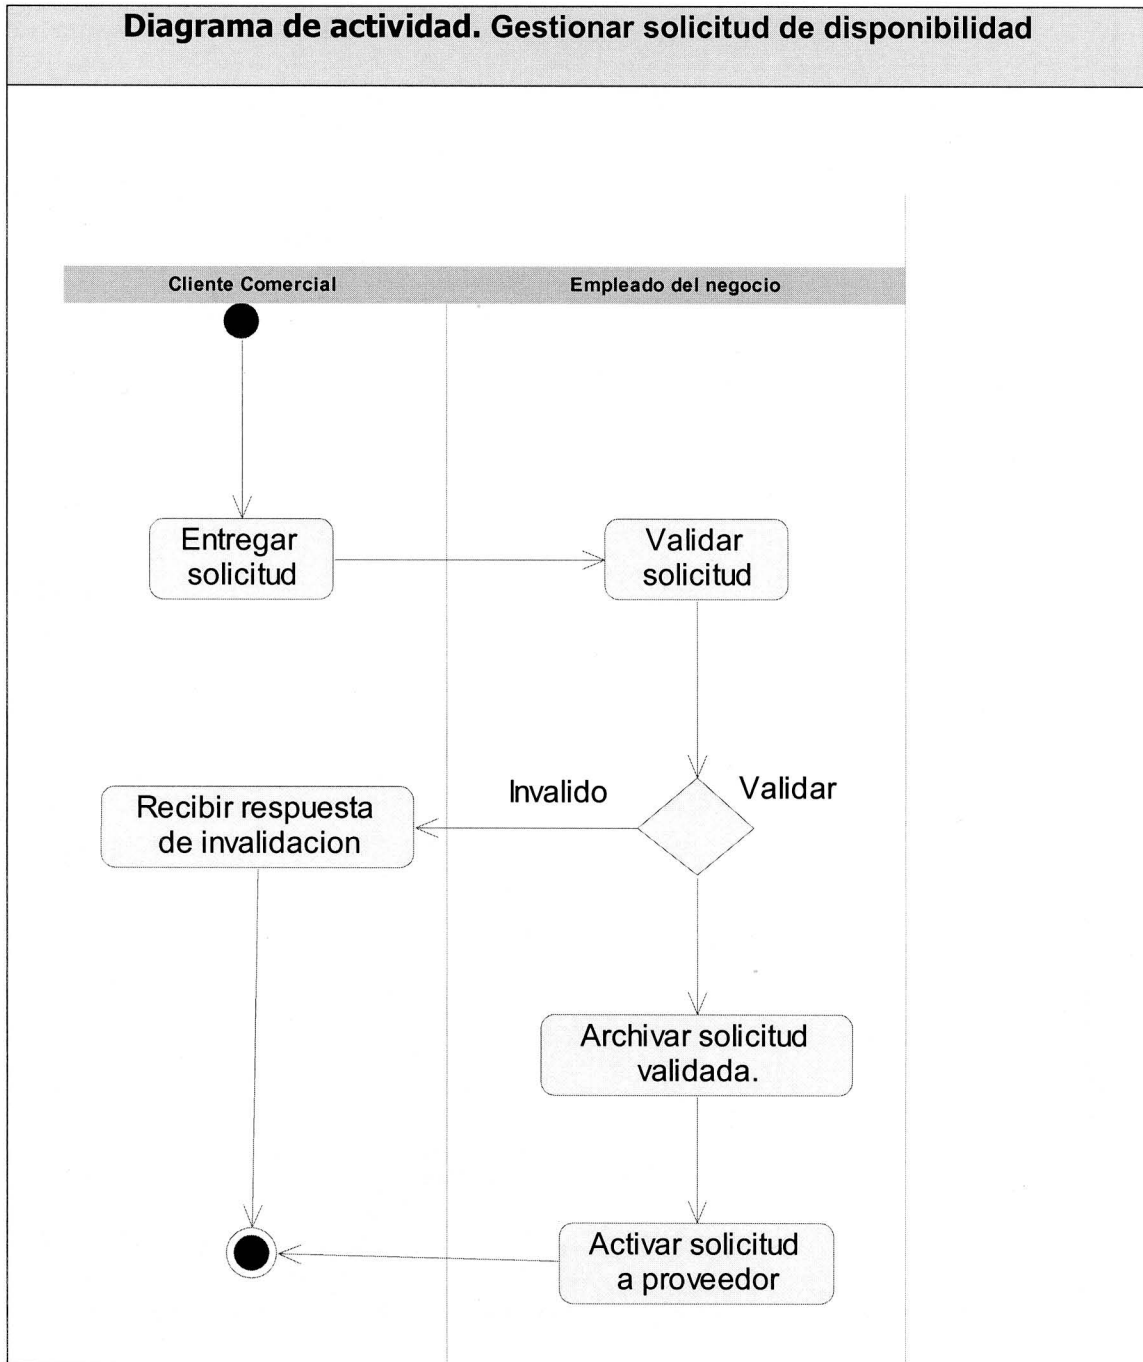 Diagrama de actividad. Gestionar solicitud de disponibilidad
Cliente Comercial
Empleado del negocio
Entregar
solicitud
Validar
solicitud
Invalido
Validar
Recibir respuesta
de invalidacion
Archivar solicitud
validada.
Activar solicitud
a proveedor